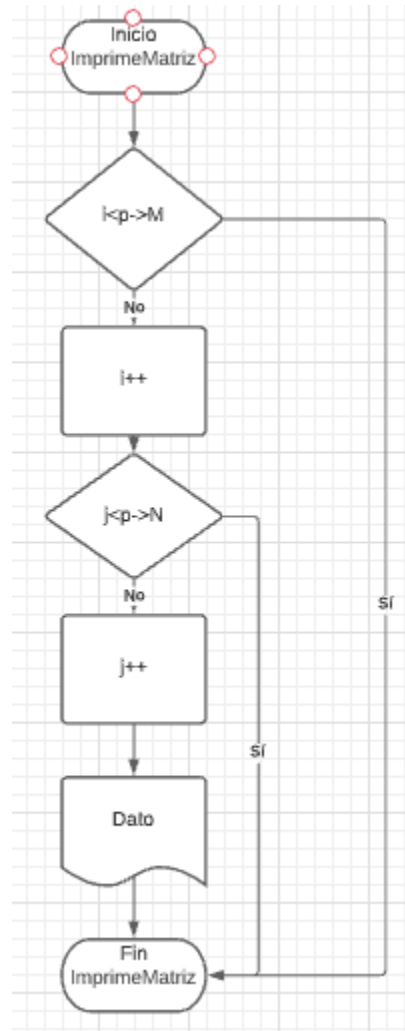 Inicio
ImprimeMatriz
i<p->M
No
i++
j<p->N
No
Sí
j++
Sí
Dato
Fin
ImprimeMatriz